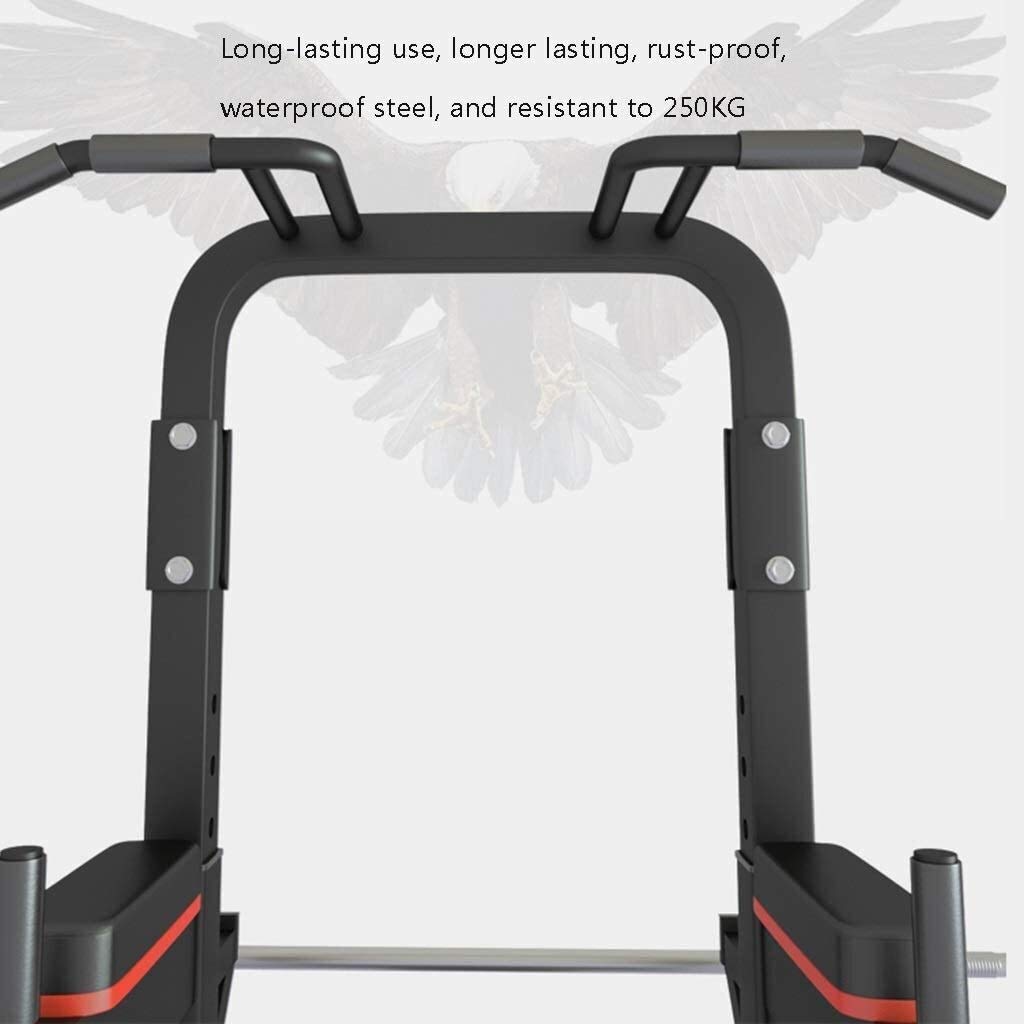 Long-lasting use, longer lasting, rust-proof,
waterproof steel, and resistant to 250KG